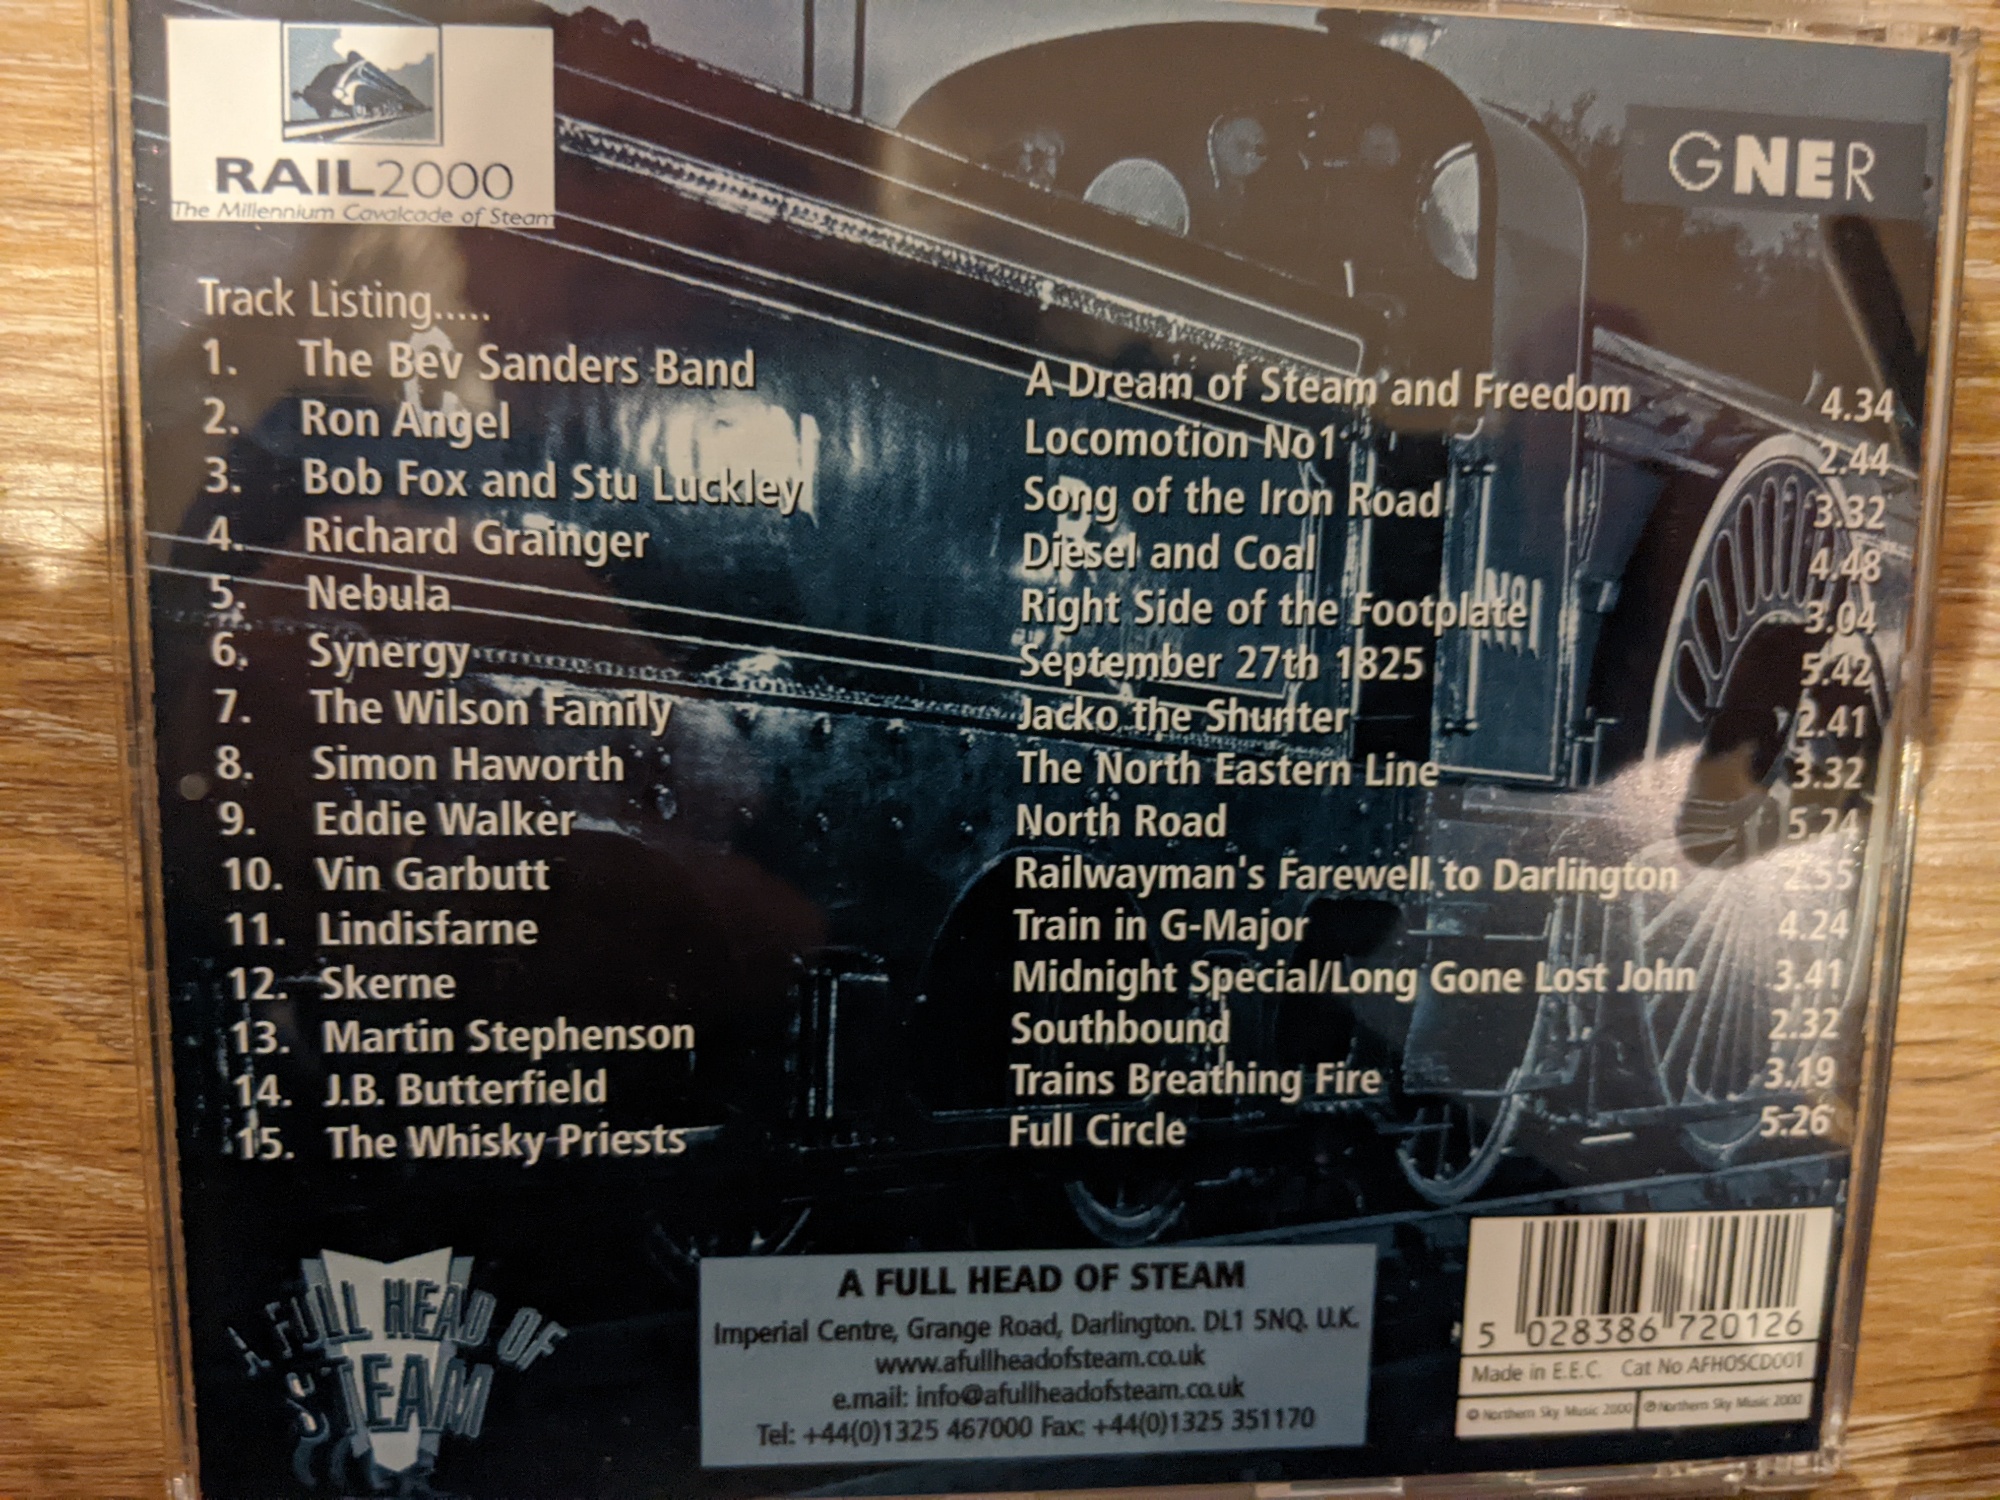 RAIL2000
The Millennium Cavalcade of Steam
GNER
Track Listing.....
1. The Bev Sanders Band A Dream of Steam and Freedom 4.34
2. Ron Angel Locomotion No1 2.44
3. Bob Fox and Stu Luckley Song of the Iron Road 3.32
4. Richard Grainger Diesel and Coal 4.48
5. Nebula Right Side of the Footplate 3.04
6. Synergy September 27th 1825 5.42
7. The Wilson Family Jacko the Shunter 2.41
8. Simon Haworth The North Eastern Line 3.32
9. Eddie Walker North Road 5.24
10. Vin Garbutt Railwayman's Farewell to Darlington 2.55
11. Lindisfarne Train in G-Major 4.24
12. Skerne Midnight Special/Long Gone Lost John 3.41
13. Martin Stephenson Southbound 2.32
14. J.B. Butterfield Trains Breathing Fire 3.19
15. The Whisky Priests Full Circle 5.26
No1
A FULL HEAD OF
STEAM
A FULL HEAD OF STEAM
Imperial Centre, Grange Road, Darlington. DL1 5NQ. U.K.
www.afullheadofsteam.co.uk
e.mail: info@afullheadofsteam.co.uk
Tel: +44(0)1325 467000 Fax: +44(0)1325 351170
5 028386 720126
Made in E.E.C. Cat No AFHOSCD001
© Northern Sky Music 2000 ℗ Northern Sky Music 2000